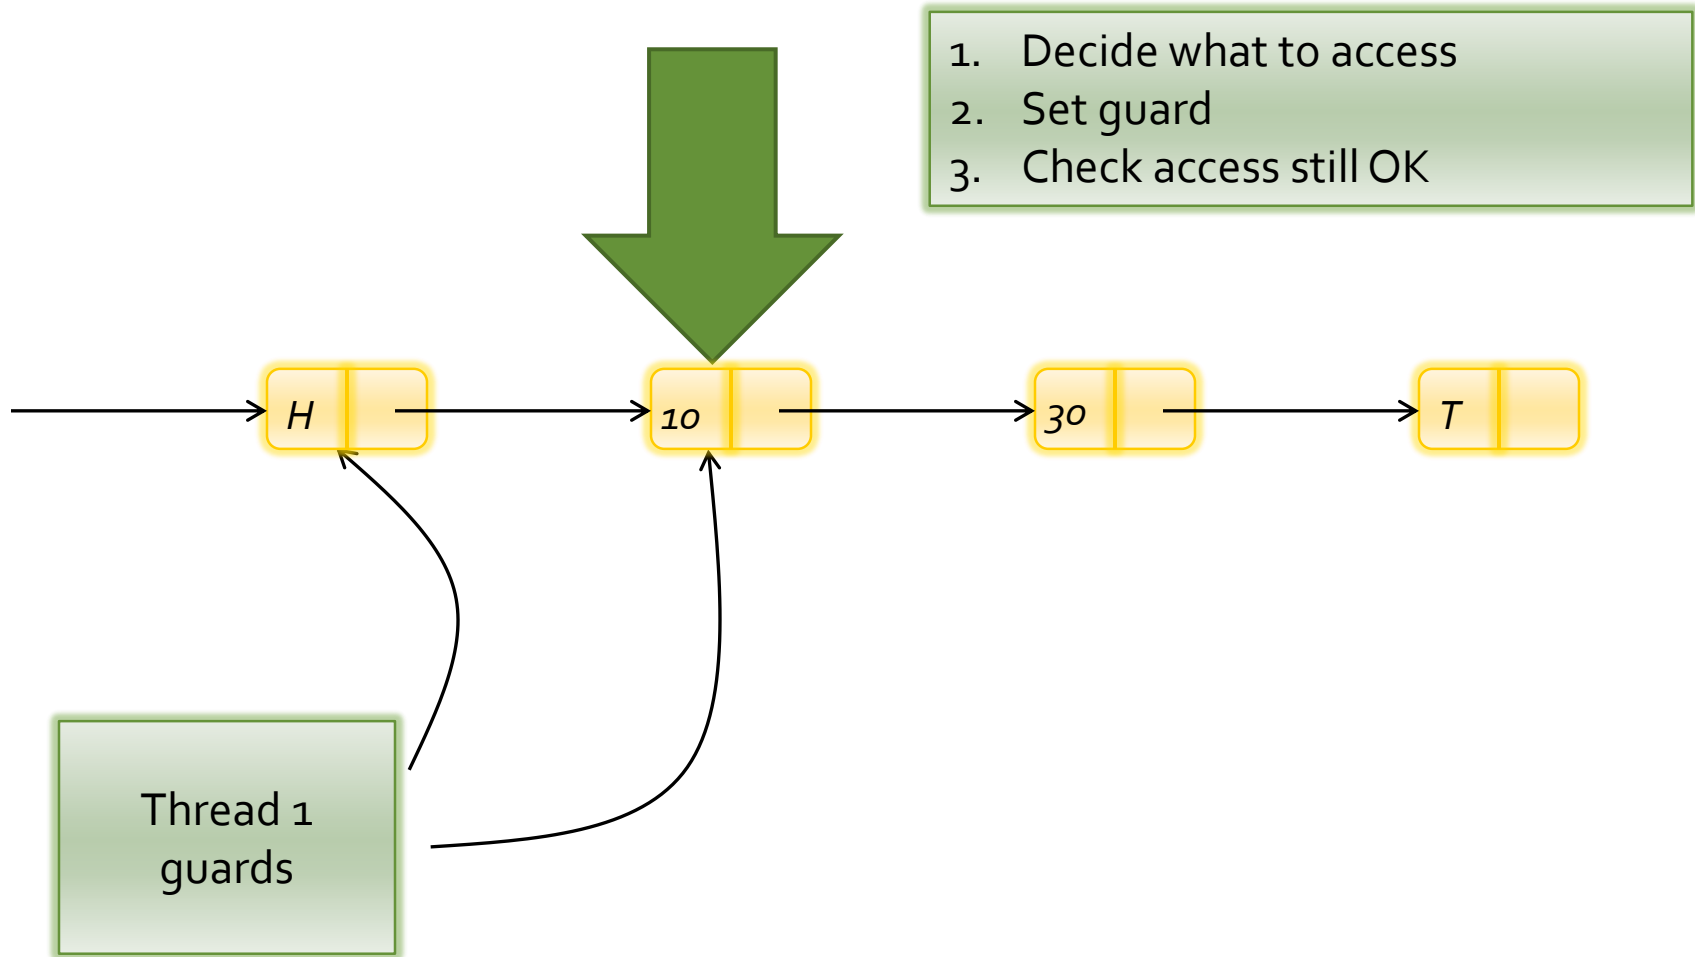 1. Decide what to access
2. Set guard
3. Check access still OK
H
10
30
T
Thread 1
guards